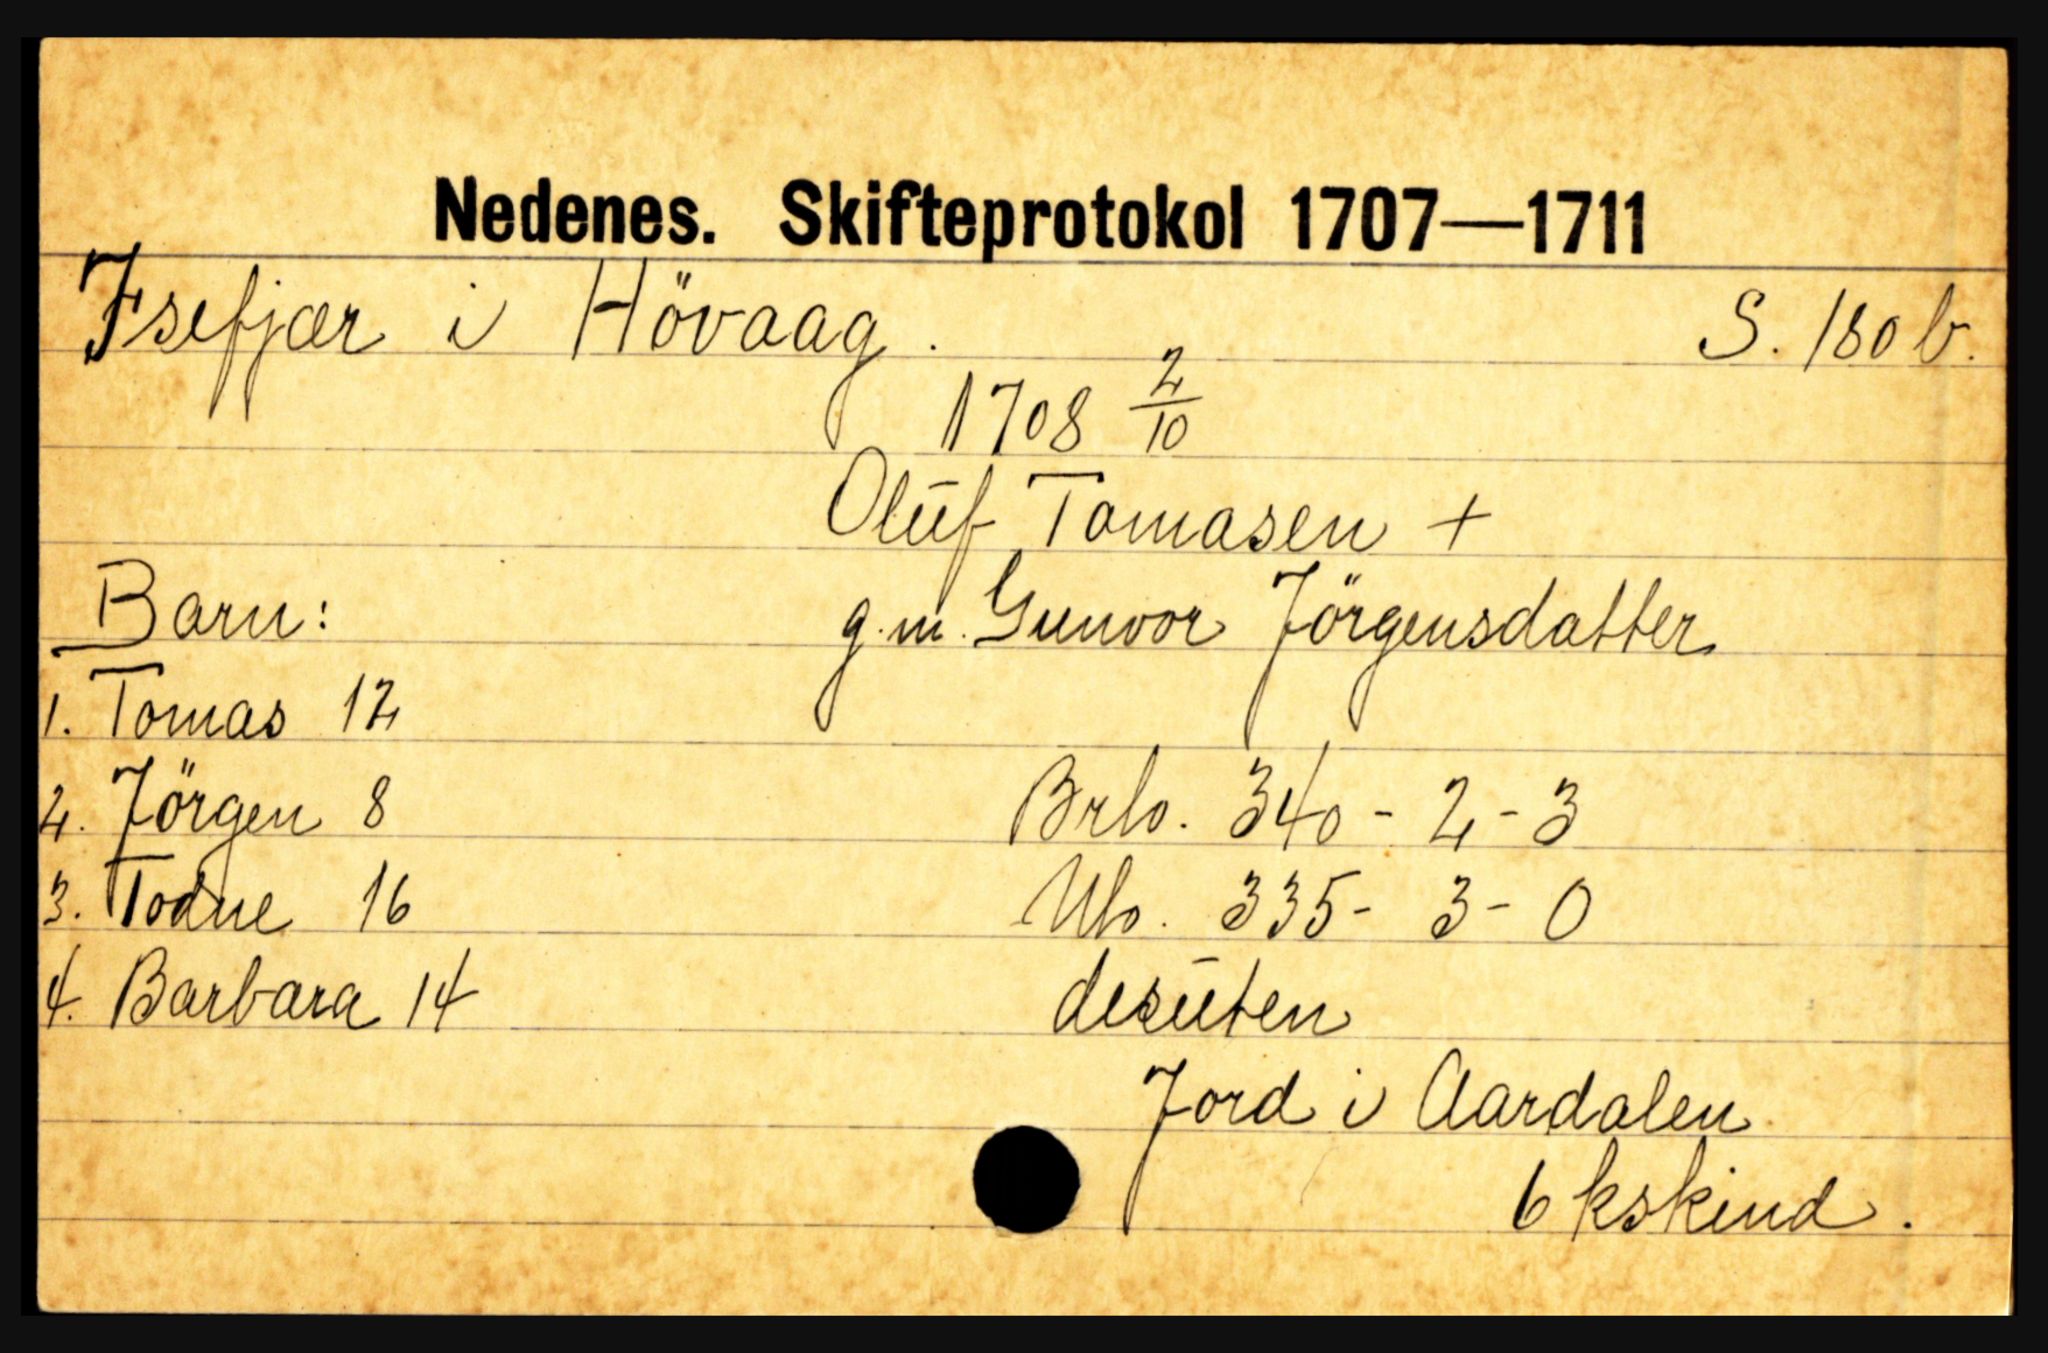 Nedenes. Skifteprotokol 1707—1711
Isefjær i Hövaag. S. 180 b.
1708 2/10
Oluf Tomasen +
Barn: g.m. Gunvor Jörgensdatter
1. Tomas 12
2. Jörgen 8 Brlo. 340 - 2 - 3
3. Todne 16 Nlo. 335 - 3 - 0
4. Barbara 14 desuten
Jord i Aardalen
6 kskind.